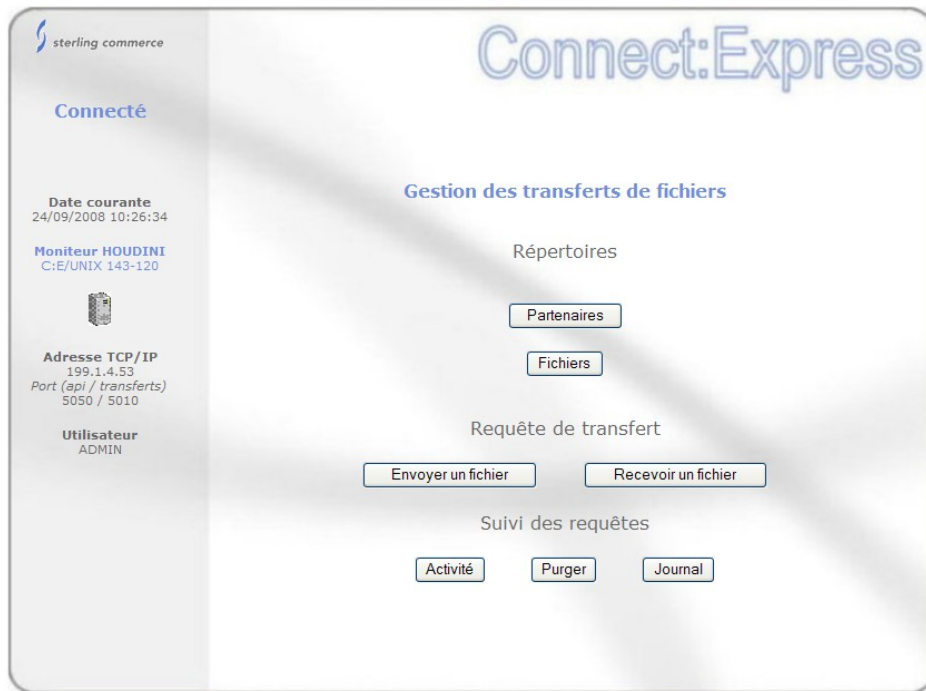 sterling commerce
Connect:Express
Connecté
Date courante
24/09/2008 10:26:34
Moniteur HOUDINI
C:E/UNIX 143-120
Adresse TCP/IP
199.1.4.53
Port (api / transferts)
5050 / 5010
Utilisateur
ADMIN
Gestion des transferts de fichiers
Répertoires
Partenaires
Fichiers
Requête de transfert
Envoyer un fichier Recevoir un fichier
Suivi des requêtes
Activité Purger Journal